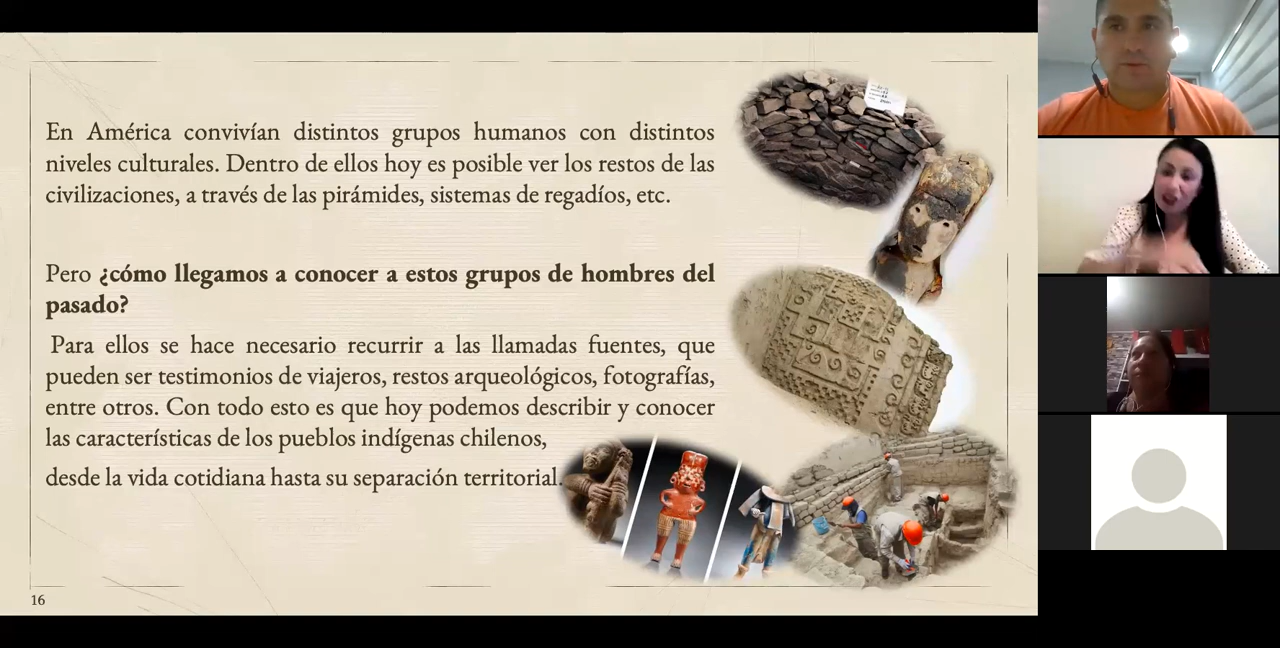 En América convivían distintos grupos humanos con distintos
niveles culturales. Dentro de ellos hoy es posible ver los restos de las
civilizaciones, a través de las pirámides, sistemas de regadíos, etc.
Pero ¿cómo llegamos a conocer a estos grupos de hombres del
pasado?
Para ellos se hace necesario recurrir a las llamadas fuentes, que
pueden ser testimonios de viajeros, restos arqueológicos, fotografías,
entre otros. Con todo esto es que hoy podemos describir y conocer
las características de los pueblos indígenas chilenos,
desde la vida cotidiana hasta su separación territorial.
16